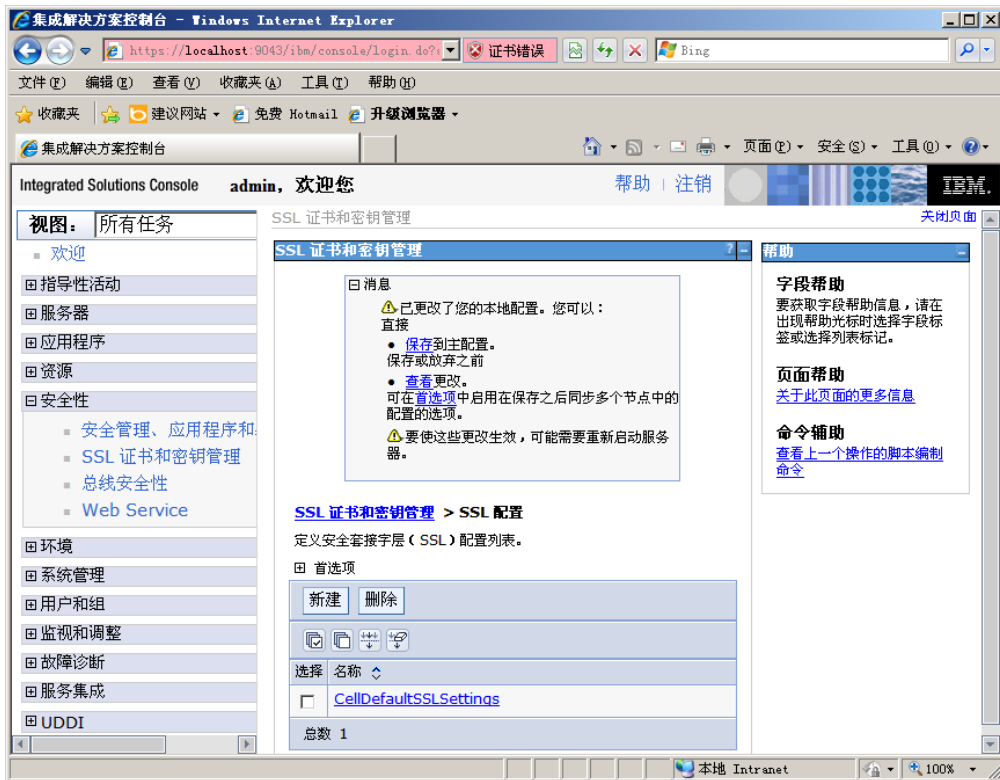 集成解决方案控制台 - Windows Internet Explorer
https://localhost:9043/ibm/console/login.do?
证书错误
Bing
文件(F) 编辑(E) 查看(V) 收藏夹(A) 工具(T) 帮助(H)
收藏夹 建议网站 免费 Hotmail 升级浏览器
集成解决方案控制台
页面(P) 安全(S) 工具(O)
Integrated Solutions Console admin, 欢迎您
帮助 | 注销
IBM.
视图: 所有任务
欢迎
指导性活动
服务器
应用程序
资源
安全性
安全管理、应用程序和
SSL 证书和密钥管理
总线安全性
Web Service
环境
系统管理
用户和组
监视和调整
故障诊断
服务集成
UDDI
SSL 证书和密钥管理
关闭页面
SSL 证书和密钥管理
?
消息
已更改了您的本地配置。您可以:
直接
● 保存到主配置。
保存或放弃之前
● 查看更改。
可在首选项中启用在保存之后同步多个节点中的
配置的选项。
要使这些更改生效,可能需要重新启动服务
器。
SSL 证书和密钥管理 > SSL 配置
定义安全套接字层(SSL)配置列表。
首选项
新建 删除
选择 名称
CellDefaultSSLSettings
总数 1
帮助
字段帮助
要获取字段帮助信息,请在
出现帮助光标时选择字段标
签或选择列表标记。
页面帮助
关于此页面的更多信息
命令辅助
查看上一个操作的脚本编制
命令
本地 Intranet
100%